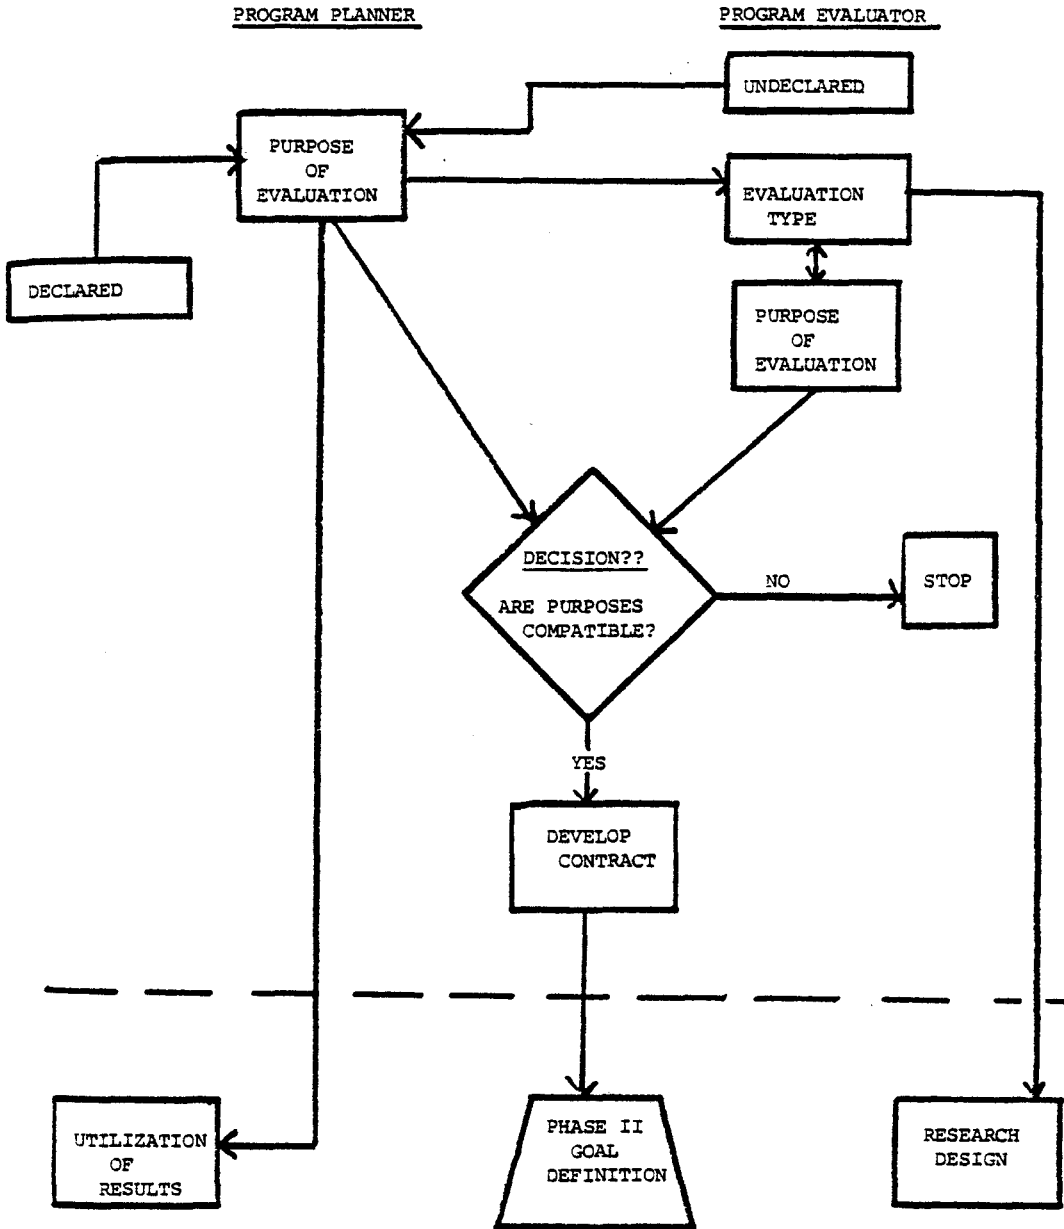 PROGRAM PLANNER
PROGRAM EVALUATOR
UNDECLARED
PURPOSE
OF
EVALUATION
EVALUATION
TYPE
DECLARED
PURPOSE
OF
EVALUATION
DECISION??
ARE PURPOSES
COMPATIBLE?
NO
STOP
YES
DEVELOP
CONTRACT
UTILIZATION
OF
RESULTS
PHASE II
GOAL
DEFINITION
RESEARCH
DESIGN